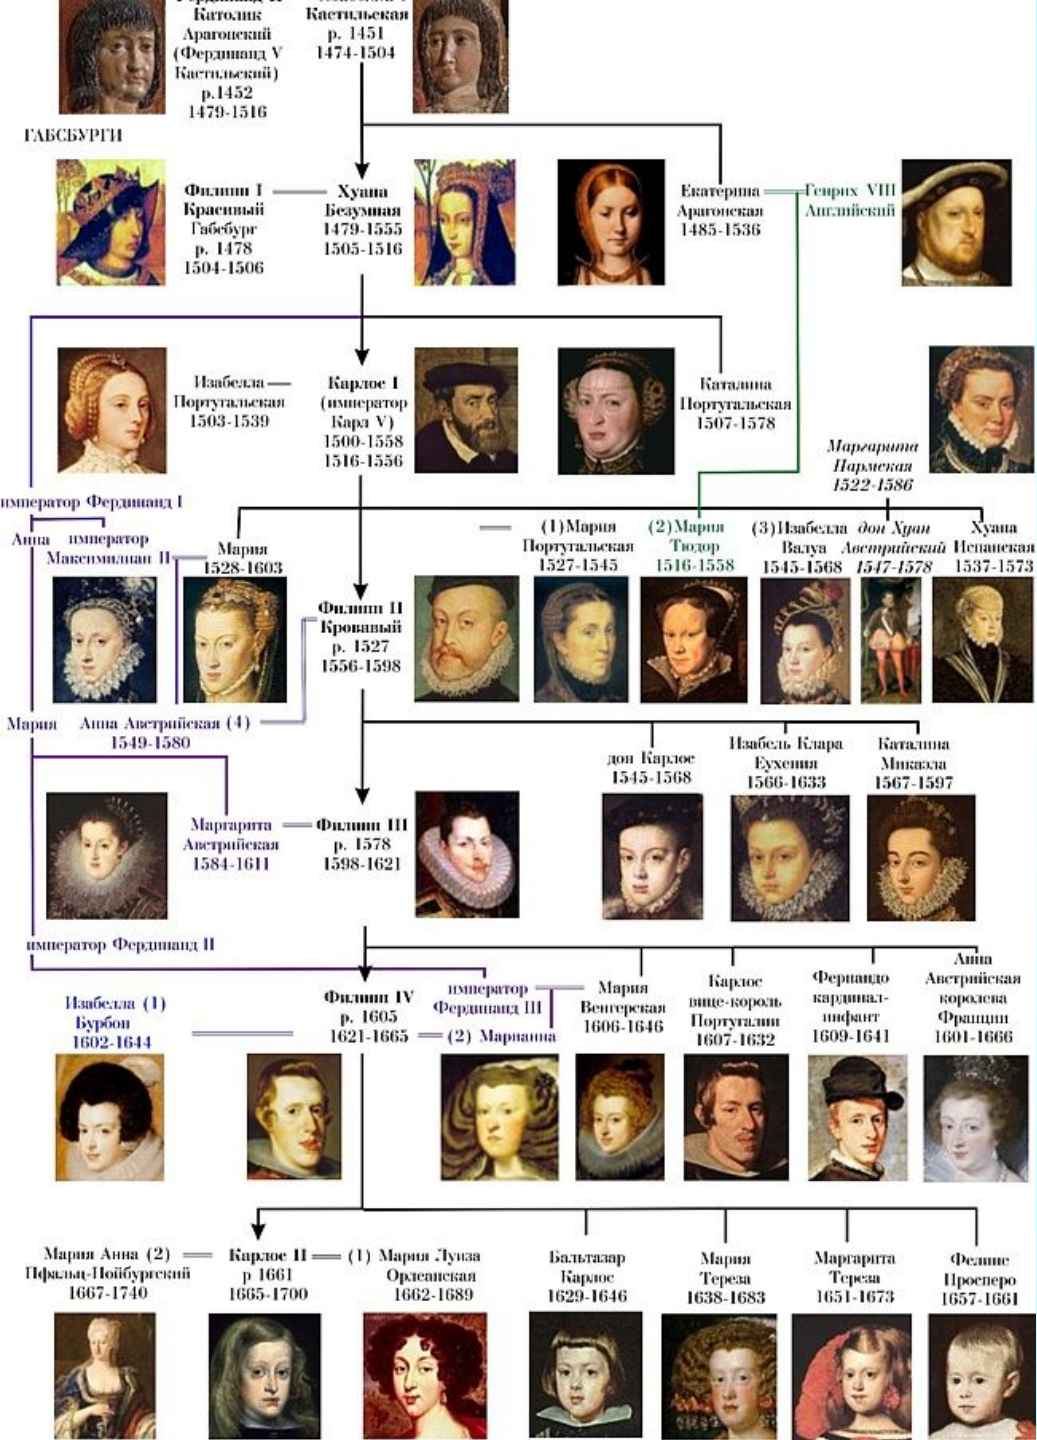 Католик
Арагонский
(Фердинанд V
Кастильский)
р.1452
1479-1516
Кастильская
р. 1451
1474-1504
ГАБСБУРГИ
Филипп I
Красивый
Габсбург
р. 1478
1504-1506
Хуана
Безумная
1479-1555
1505-1516
Екатерина
Арагонская
1485-1536
Генрих VIII
Английский
Изабелла
Португальская
1503-1539
Карлос I
(император
Карл V)
1500-1558
1516-1556
Каталина
Португальская
1507-1578
Маргарита
Пармская
1522-1586
император Фердинанд I
Анна
император
Максимилиан II
Мария
1528-1603
(1)Мария
Португальская
1527-1545
(2)Мария
Тюдор
1516-1558
(3)Изабелла
Валуа
1545-1568
дон Хуан
Австрийский
1547-1578
Хуана
Испанская
1537-1573
Филипп II
Кровавый
р. 1527
1556-1598
Мария
Анна Австрийская (4)
1549-1580
дон Карлос
1545-1568
Изабель Клара
Еухения
1566-1633
Каталина
Микаэла
1567-1597
Маргарита
Австрийская
1584-1611
Филипп III
р. 1578
1598-1621
император Фердинанд II
Изабелла (1)
Бурбон
1602-1644
Филипп IV
р. 1605
1621-1665
император
Фердинанд III
(2) Марианна
Мария
Венгерская
1606-1646
Карлос
вице-король
Португалии
1607-1632
Фернандо
кардинал-
инфант
1609-1641
Анна
Австрийская
королева
Франции
1601-1666
Мария Анна (2)
Пфальц-Нойбургский
1667-1740
Карлос II
р 1661
1665-1700
(1) Мария Луиза
Орлеанская
1662-1689
Бальтазар
Карлос
1629-1646
Мария
Тереза
1638-1683
Маргарита
Тереза
1651-1673
Фелипе
Просперо
1657-1661